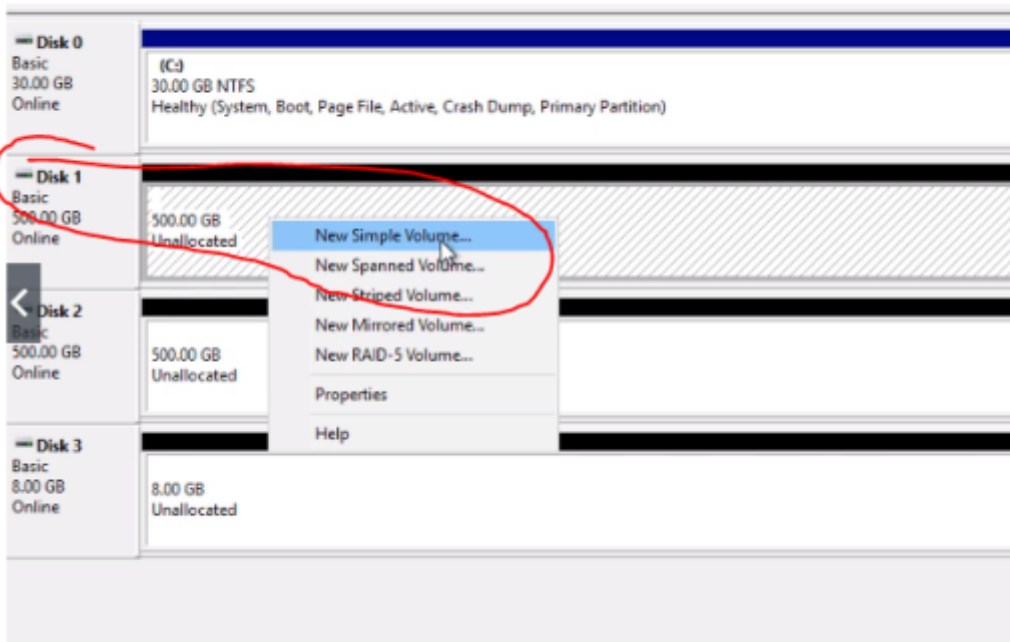 Disk 0
Basic
30.00 GB
Online
(C:)
30.00 GB NTFS
Healthy (System, Boot, Page File, Active, Crash Dump, Primary Partition)
Disk 1
Basic
500.00 GB
Online
500.00 GB
Unallocated
New Simple Volume...
New Spanned Volume...
New Striped Volume...
New Mirrored Volume...
New RAID-5 Volume...
Properties
Help
Disk 2
Basic
500.00 GB
Online
500.00 GB
Unallocated
Disk 3
Basic
8.00 GB
Online
8.00 GB
Unallocated